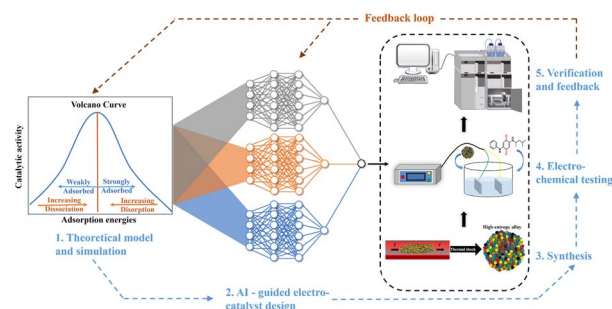 Feedback loop
Volcano Curve
Catalytic activity
Weakly
Adsorbed
Strongly
Adsorbed
Increasing
Dissociation
Increasing
Disorption
Adsorption energies
1. Theoretical model
and simulation
2. AI - guided electro-
catalyst design
High-entropy alloy
Thermal shock
3. Synthesis
4. Electro-
chemical testing
5. Verification
and feedback